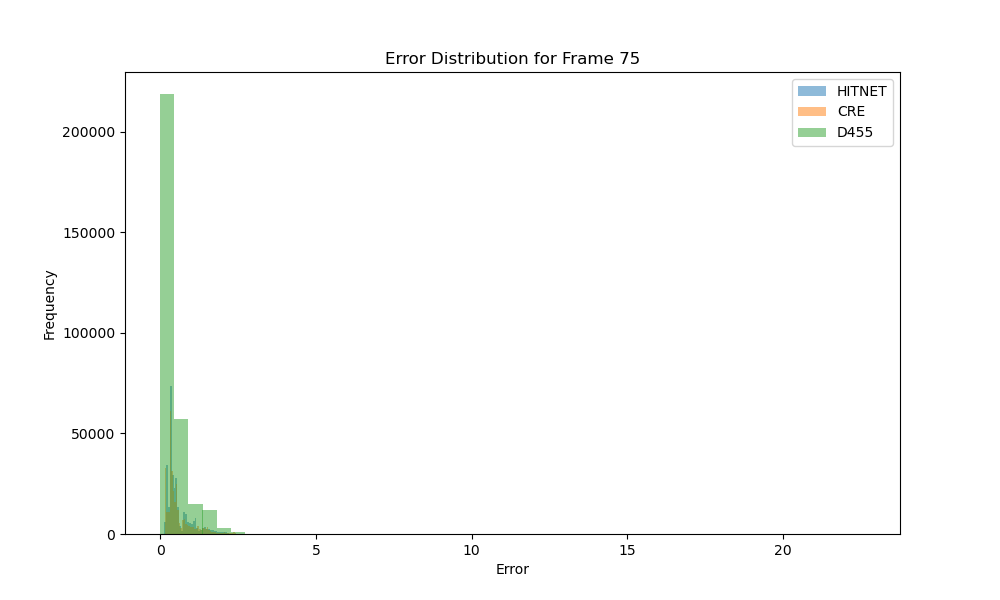 Error Distribution for Frame 75
HITNET
CRE
D455
200000
150000
100000
50000
0
Frequency
0 5 10 15 20
Error